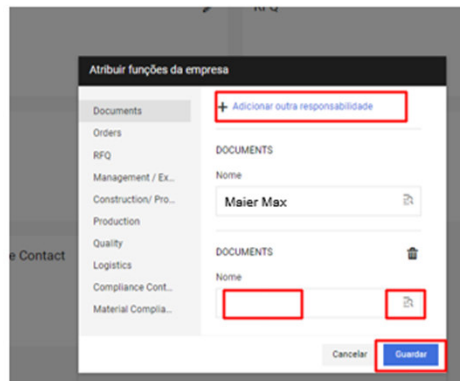 RFQ
Atribuir funções da empresa
Documents
Orders
RFQ
Management / Ex...
Construction/ Pro...
Production
Quality
Logistics
Compliance Cont...
Material Complia...
+ Adicionar outra responsabilidade
DOCUMENTS
Nome
Maier Max
DOCUMENTS
Nome
e Contact
Cancelar
Guardar